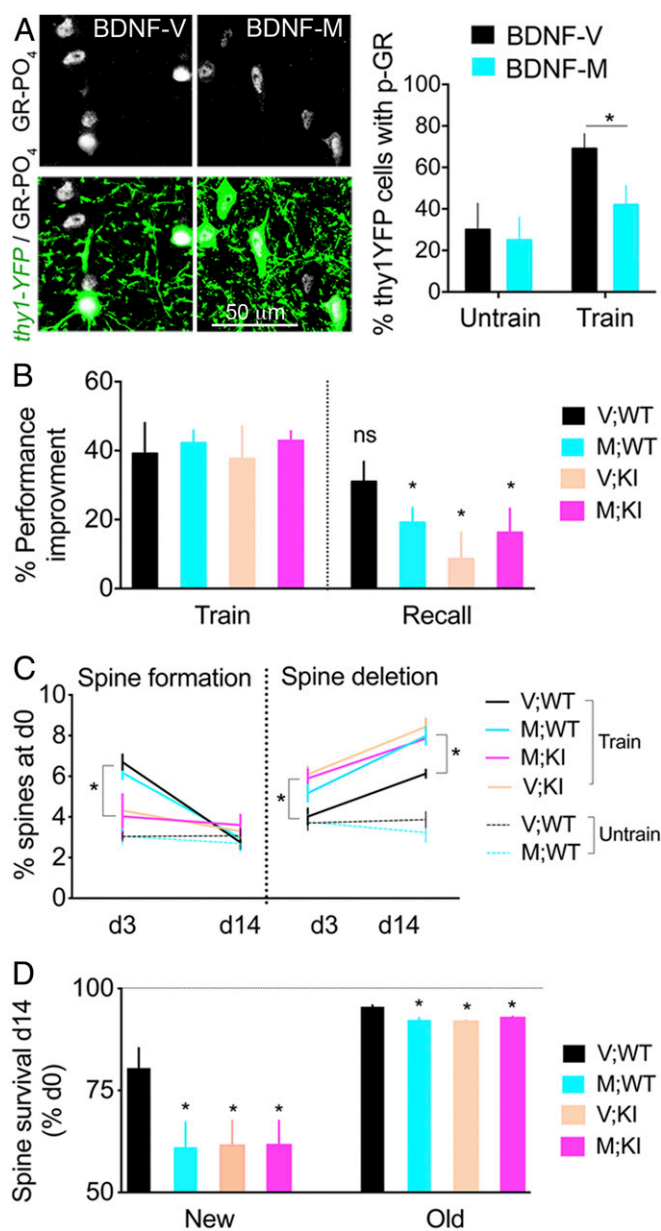 A
BDNF-V
BDNF-M
GR-PO4
thy1-YFP / GR-PO4
50 µm
BDNF-V
BDNF-M
% thy1YFP cells with p-GR
100
80
60
40
20
0
*
Untrain
Train
B
% Performance
improvment
60
40
20
0
ns
*
*
*
Train
Recall
V;WT
M;WT
V;KI
M;KI
C
Spine formation
Spine deletion
% spines at d0
10
8
6
4
2
0
*
*
*
d3
d14
d3
d14
V;WT
M;WT
M;KI
V;KI
Train
V;WT
M;WT
Untrain
D
Spine survival d14
(% d0)
100
75
50
*
*
*
*
*
*
New
Old
V;WT
M;WT
V;KI
M;KI